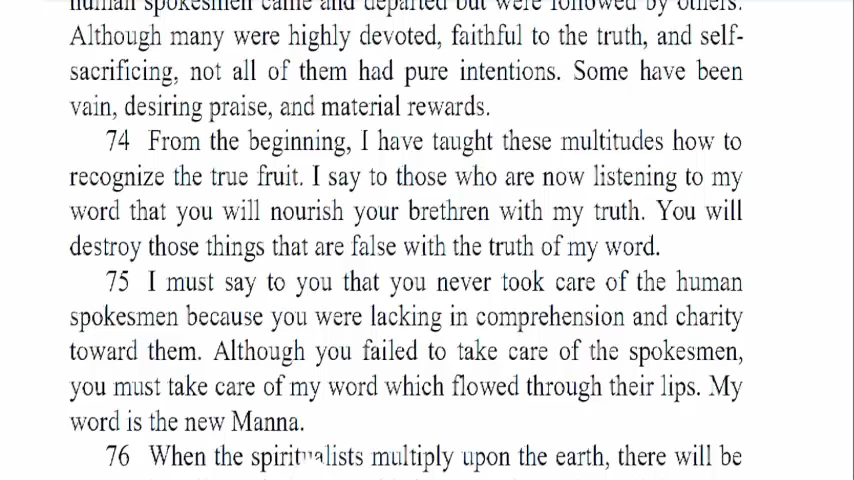 human spokesmen came and departed but were followed by others.
Although many were highly devoted, faithful to the truth, and self-
sacrificing, not all of them had pure intentions. Some have been
vain, desiring praise, and material rewards.
74 From the beginning, I have taught these multitudes how to
recognize the true fruit. I say to those who are now listening to my
word that you will nourish your brethren with my truth. You will
destroy those things that are false with the truth of my word.
75 I must say to you that you never took care of the human
spokesmen because you were lacking in comprehension and charity
toward them. Although you failed to take care of the spokesmen,
you must take care of my word which flowed through their lips. My
word is the new Manna.
76 When the spiritualists multiply upon the earth, there will be